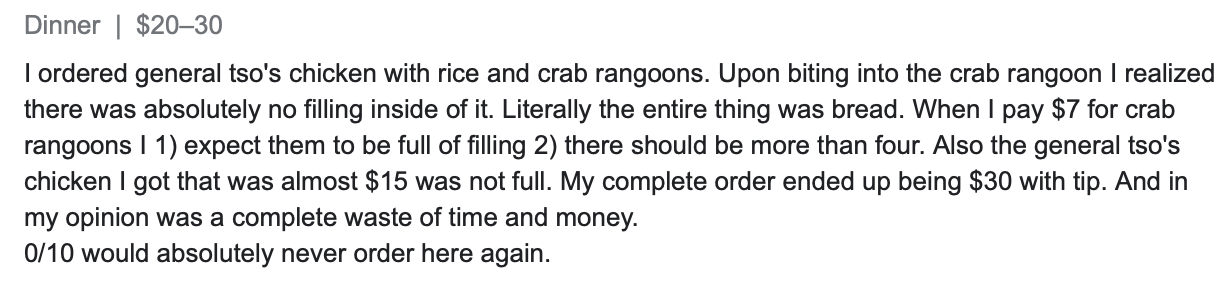 Dinner | $20–30
I ordered general tso's chicken with rice and crab rangoons. Upon biting into the crab rangoon I realized
there was absolutely no filling inside of it. Literally the entire thing was bread. When I pay $7 for crab
rangoons I 1) expect them to be full of filling 2) there should be more than four. Also the general tso's
chicken I got that was almost $15 was not full. My complete order ended up being $30 with tip. And in
my opinion was a complete waste of time and money.
0/10 would absolutely never order here again.